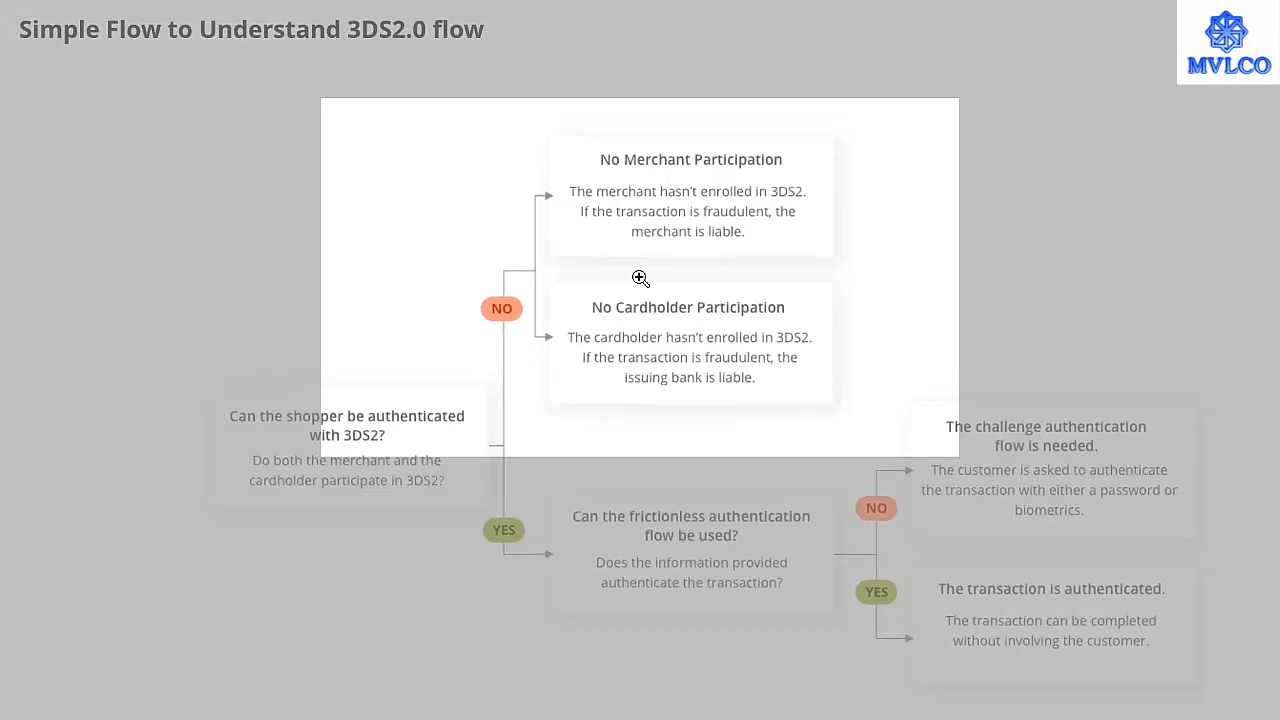 Simple Flow to Understand 3DS2.0 flow
MVLCO
No Merchant Participation
The merchant hasn't enrolled in 3DS2.
If the transaction is fraudulent, the
merchant is liable.
NO
No Cardholder Participation
The cardholder hasn't enrolled in 3DS2.
If the transaction is fraudulent, the
issuing bank is liable.
Can the shopper be authenticated
with 3DS2?
Do both the merchant and the
cardholder participate in 3DS2?
YES
Can the frictionless authentication
flow be used?
Does the information provided
authenticate the transaction?
NO
The challenge authentication
flow is needed.
The customer is asked to authenticate
the transaction with either a password or
biometrics.
YES
The transaction is authenticated.
The transaction can be completed
without involving the customer.